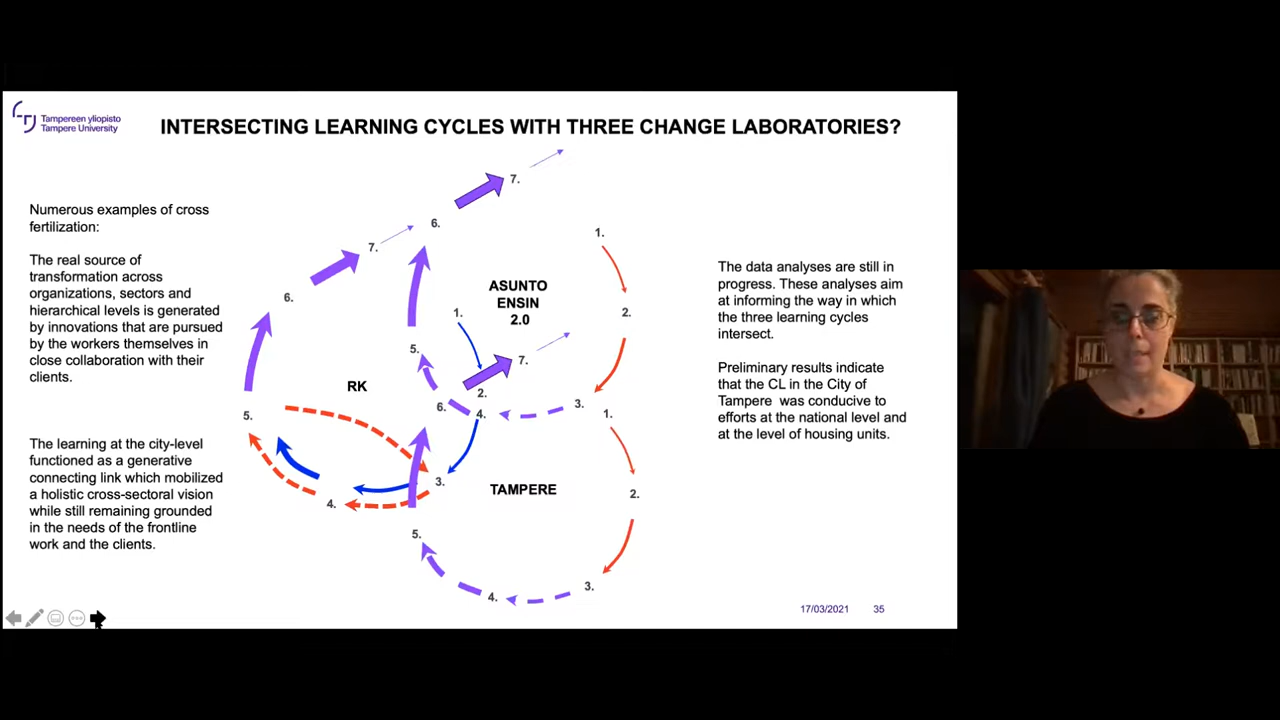 Tampereen yliopisto
Tampere University
INTERSECTING LEARNING CYCLES WITH THREE CHANGE LABORATORIES?
Numerous examples of cross
fertilization:
The real source of
transformation across
organizations, sectors and
hierarchical levels is generated
by innovations that are pursued
by the workers themselves in
close collaboration with their
clients.
The learning at the city-level
functioned as a generative
connecting link which mobilized
a holistic cross-sectoral vision
while still remaining grounded
in the needs of the frontline
work and the clients.
7.
6.
7.
6.
5.
RK
4.
3.
1.
2.
ASUNTO
ENSIN
2.0
1.
2.
3.
4.
5.
7.
6.
TAMPERE
1.
2.
3.
4.
5.
The data analyses are still in
progress. These analyses aim
at informing the way in which
the three learning cycles
intersect.
Preliminary results indicate
that the CL in the City of
Tampere was conducive to
efforts at the national level and
at the level of housing units.
17/03/2021 35